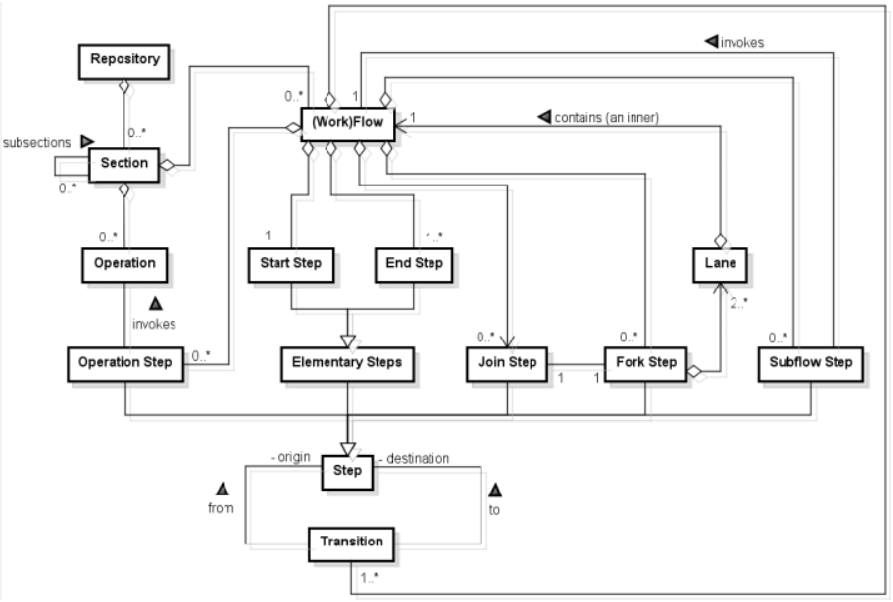 invokes
Repository
0..*
1
(Work)Flow
1
contains (an inner)
0..*
subsections
Section
0..*
1
0..*
Operation
Start Step
End Step
Lane
2..*
invokes
0..*
0..*
0..*
0..*
Operation Step
Elementary Steps
Join Step
Fork Step
Subflow Step
1
1
- origin
- destination
Step
from
to
Transition
1..*